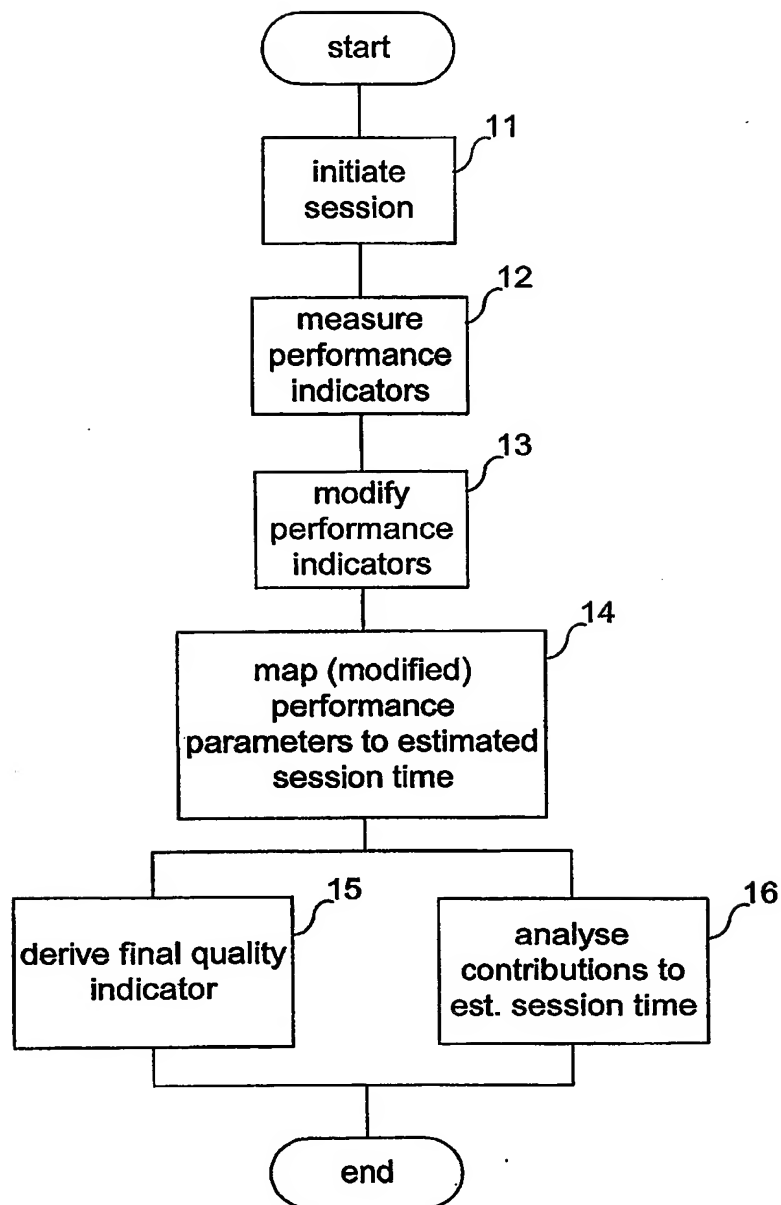 start
11
initiate
session
12
measure
performance
indicators
13
modify
performance
indicators
14
map (modified)
performance
parameters to estimated
session time
15
derive final quality
indicator
16
analyse
contributions to
est. session time
end